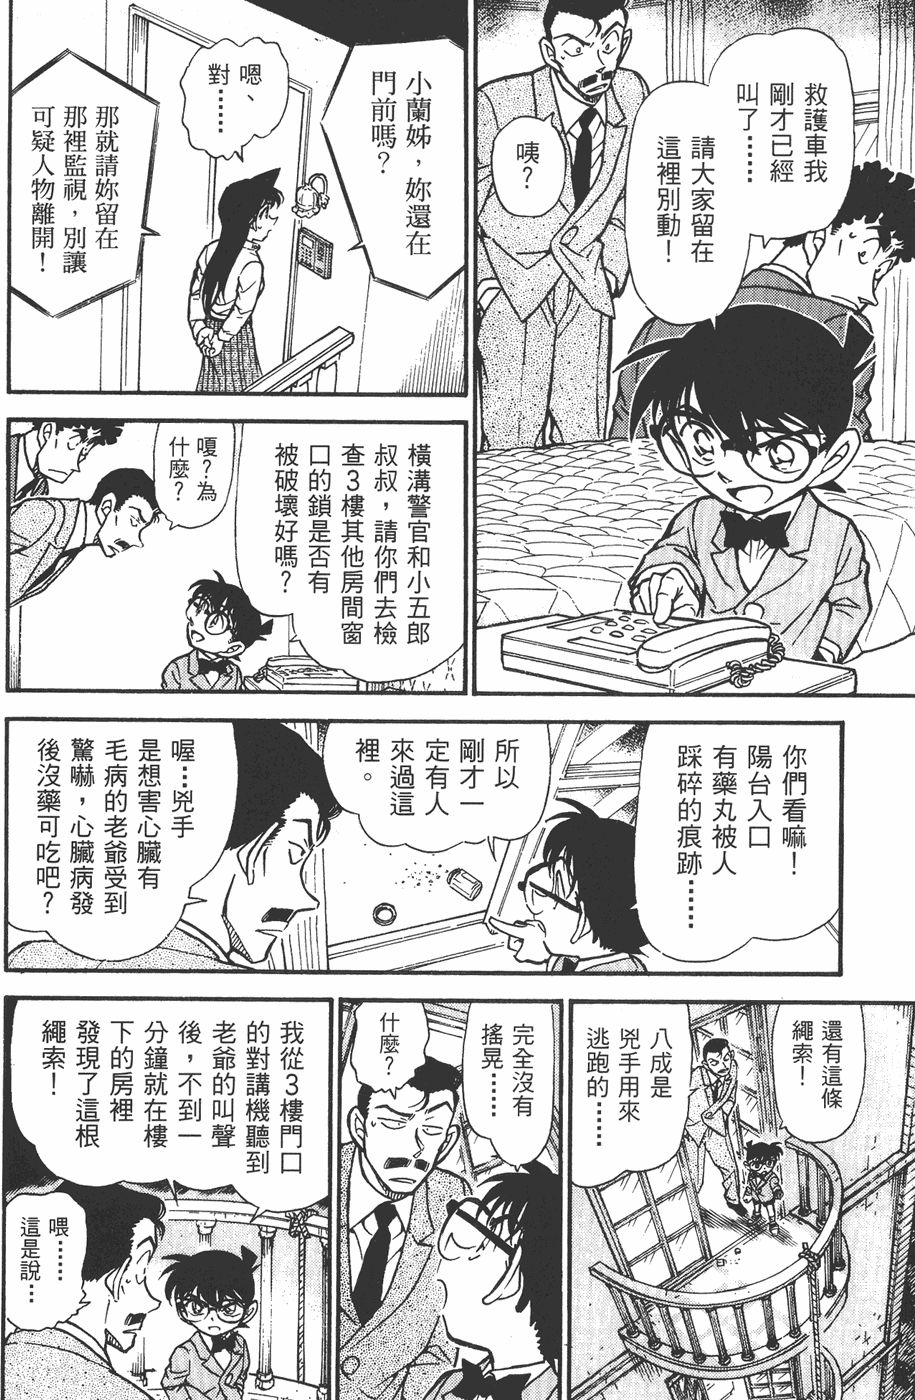 救護車我
剛才已經
叫了……
請大家留在
這裡別動！
咦？
小蘭姊，妳還在
門前嗎？
嗯、
對……
那就請妳留在
那裡監視，別讓
可疑人物離開！
橫溝警官和小五郎
叔叔，請你們去檢
查3樓其他房間窗
口的鎖是否有
被破壞好嗎？
嗄？為
什麼？
你們看嘛！
陽台入口
有藥丸被人
踩碎的痕跡……
所以
剛才一
定有人
來過這
裡。
喔…兇手
是想害心臟有
毛病的老爺受到
驚嚇，心臟病發
後沒藥可吃吧？
還有這條
繩索！
八成是
兇手用來
逃跑的……
完全沒有
搖晃……
什麼？
我從3樓門口
的對講機聽到
老爺的叫聲
後，不到一
分鐘就在樓
下的房裡
發現了這根
繩索！
喂……
這是說…